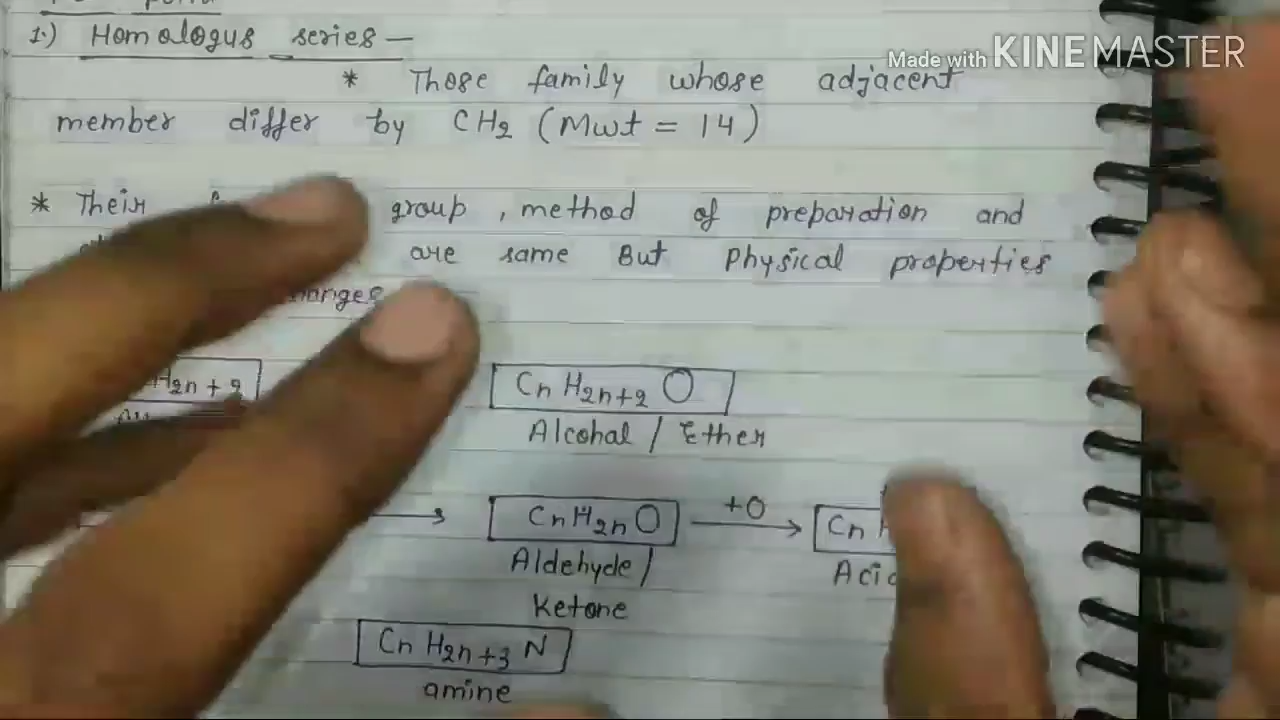 1.) Homologus series —
Made with KINEMASTER
* Those family whose adjacent
member differ by CH₂ (Mwt = 14)
* Their group, method of preparation and
are same But Physical properties
H₂n + 2
CnH₂n+2 O
Alcohal / Ether
CnH₂nO +O Cn
Aldehyde /
Ketone
CnH₂n+3 N
amine